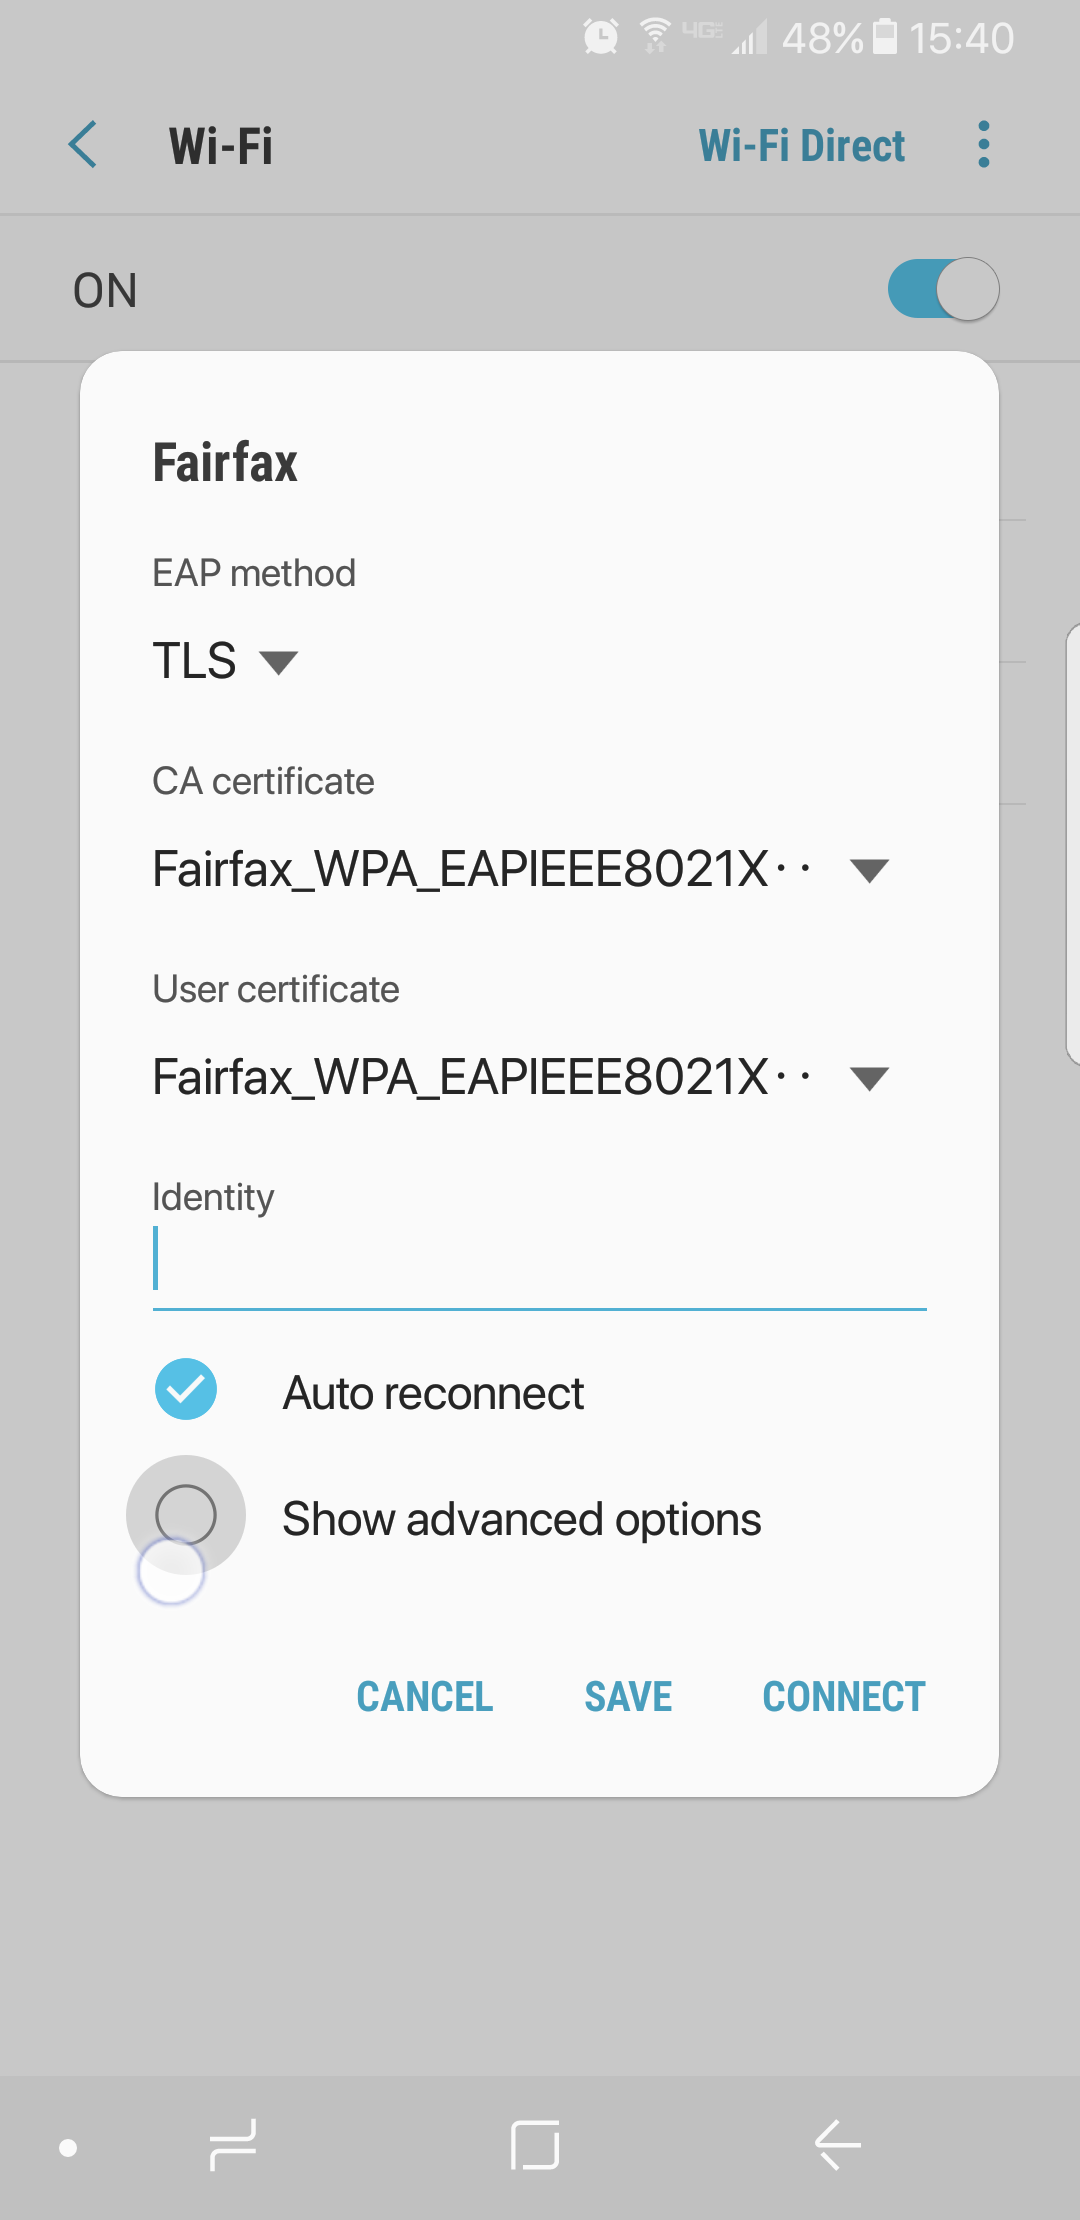 4GE 48% 15:40
Wi-Fi Wi-Fi Direct
ON
Fairfax
EAP method
TLS
CA certificate
Fairfax_WPA_EAPIEEE8021X··
User certificate
Fairfax_WPA_EAPIEEE8021X··
Identity
Auto reconnect
Show advanced options
CANCEL SAVE CONNECT